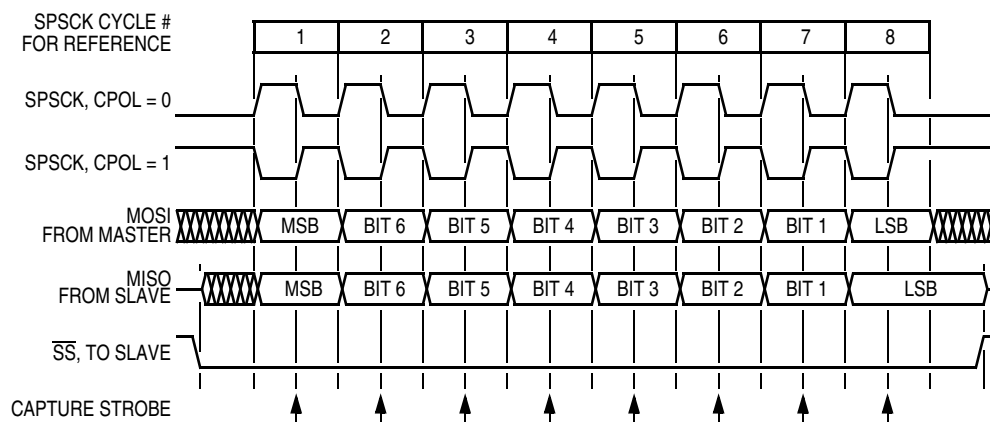 SPSCK CYCLE #
FOR REFERENCE
1 2 3 4 5 6 7 8
SPSCK, CPOL = 0
SPSCK, CPOL = 1
MOSI
FROM MASTER
MSB BIT 6 BIT 5 BIT 4 BIT 3 BIT 2 BIT 1 LSB
MISO
FROM SLAVE
MSB BIT 6 BIT 5 BIT 4 BIT 3 BIT 2 BIT 1 LSB
SS, TO SLAVE
CAPTURE STROBE